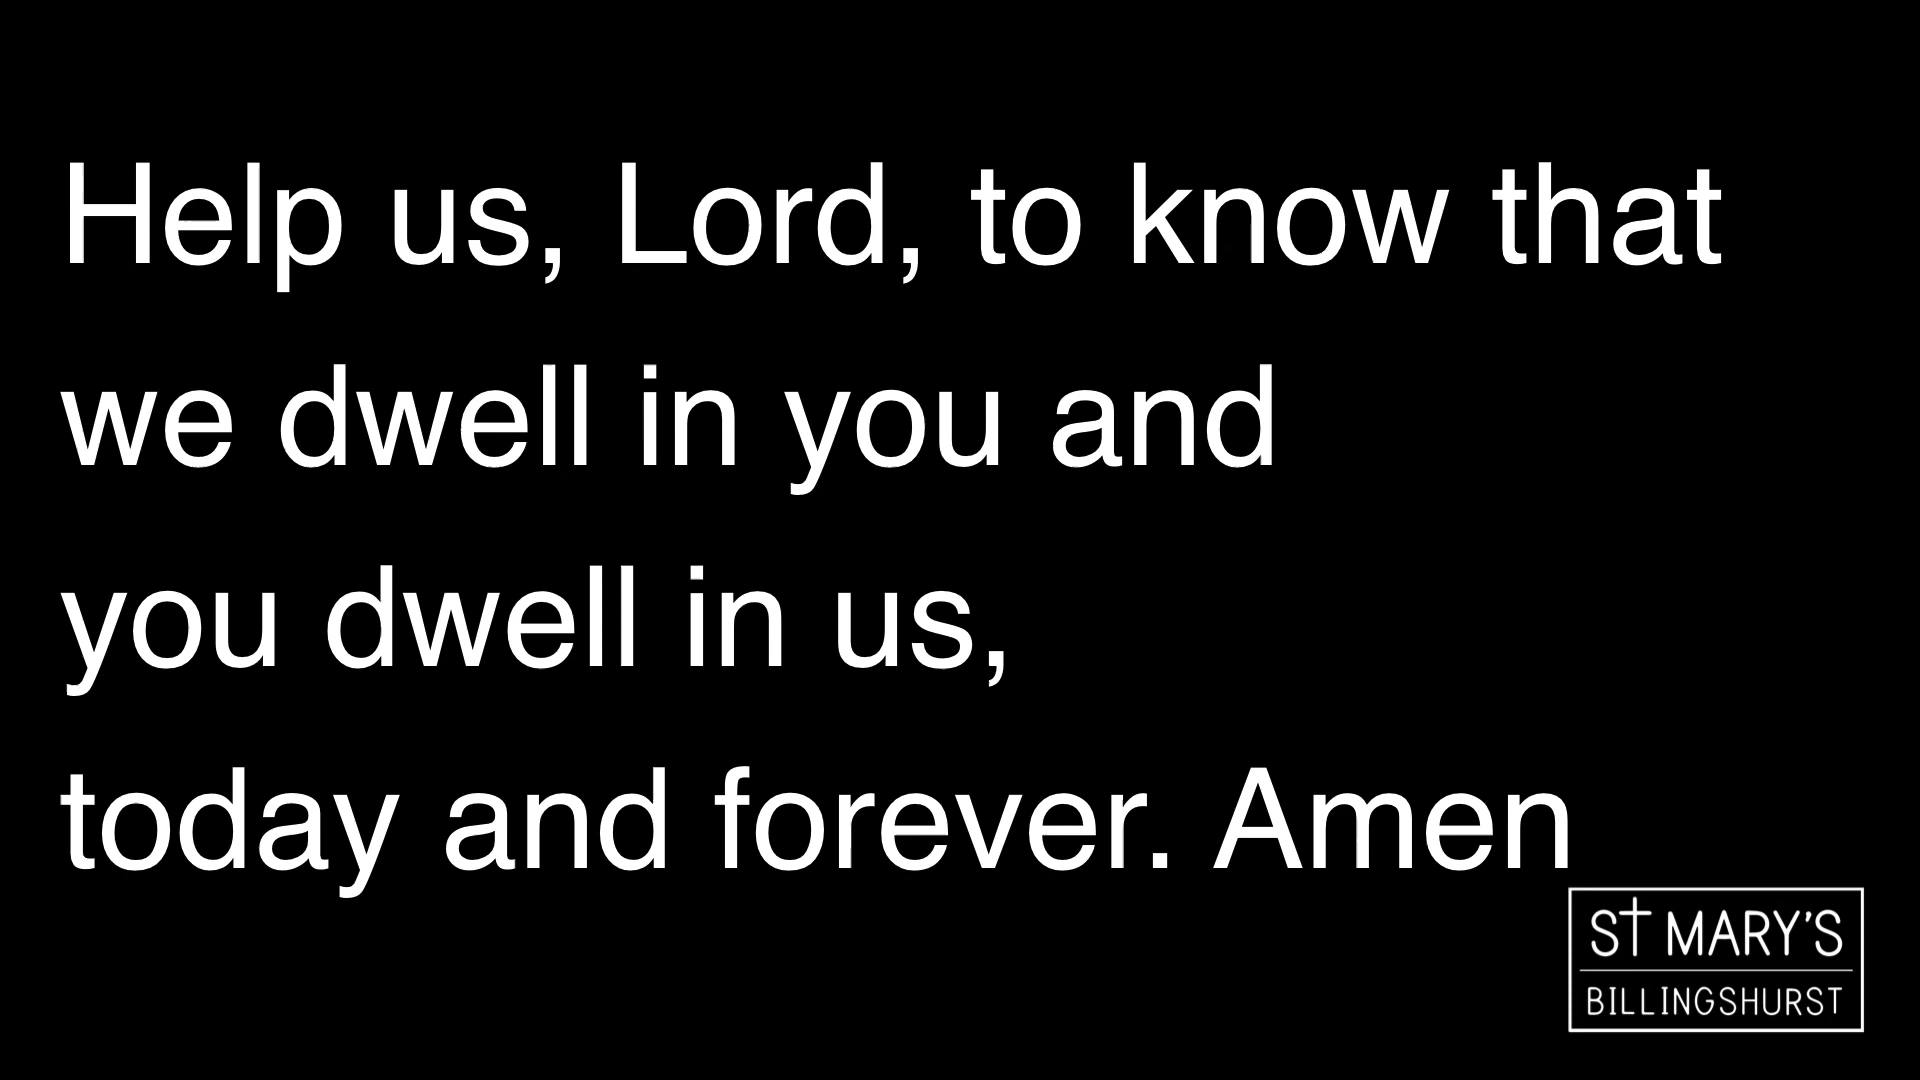 Help us, Lord, to know that
we dwell in you and
you dwell in us,
today and forever. Amen
St MARY'S
BILLINGSHURST